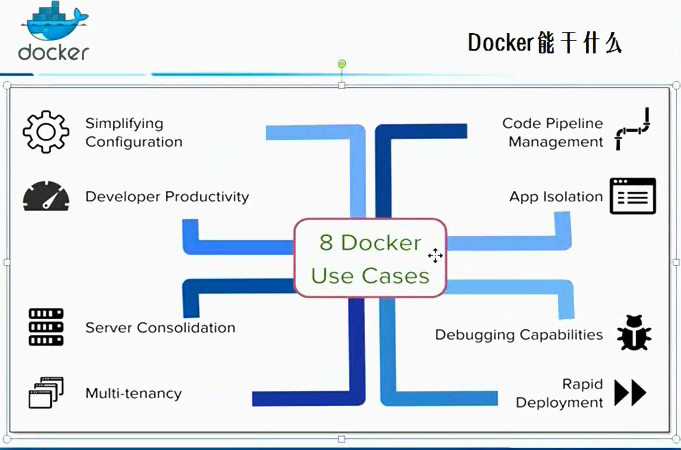 docker
Docker能干什么
Simplifying
Configuration
Developer Productivity
Server Consolidation
Multi-tenancy
8 Docker
Use Cases
Code Pipeline
Management
App Isolation
Debugging Capabilities
Rapid
Deployment